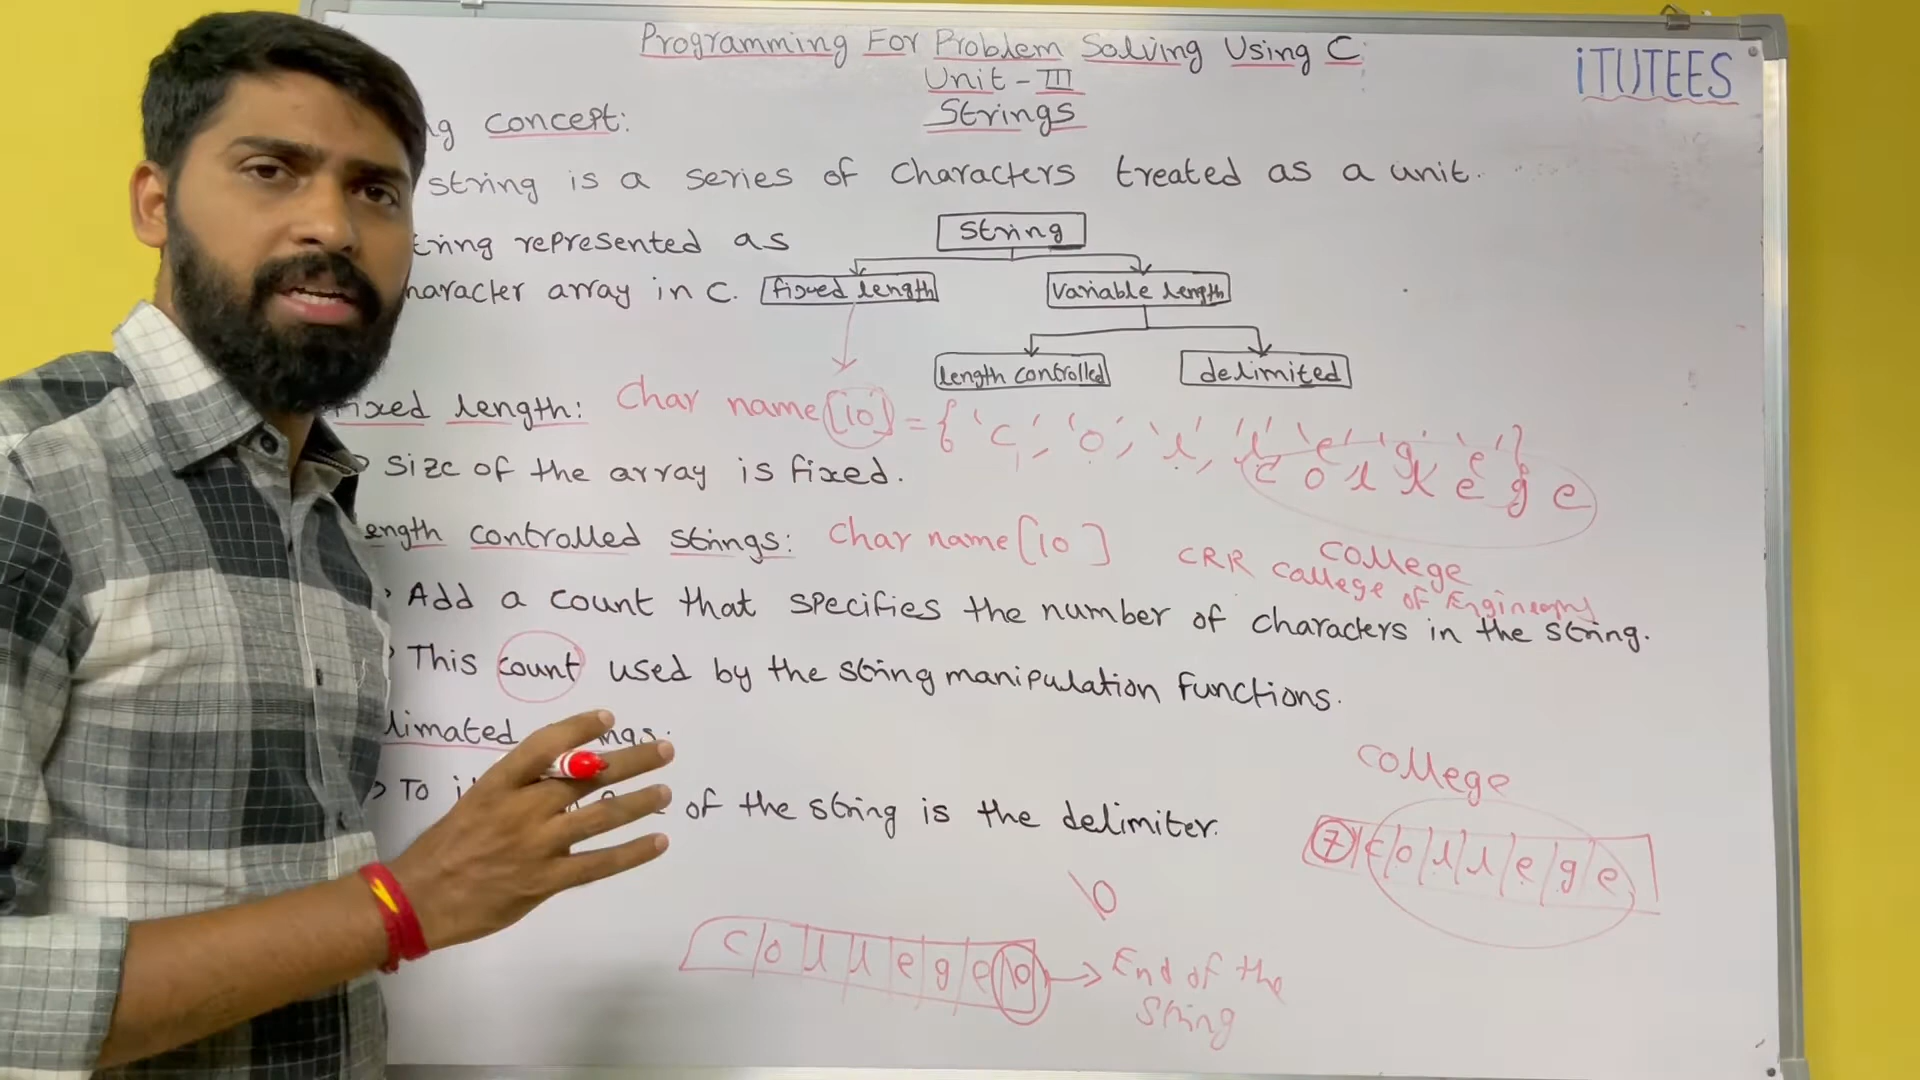 Programming For Problem Solving Using C
iTUTEES
Unit - III
Strings
ng concept:
string is a series of characters treated as a unit.
tring represented as
haracter array in C.
String
fixed length
variable length
length controlled
delimited
Fixed length: Char name[10] = {'c', 'o', 'l', 'l' 'e' 'g' 'e'}
size of the array is fixed.
c o l l e g e
ength controlled strings: char name[10]
CRR College of Engineering
College
Add a count that specifies the number of characters in the string.
This count used by the string manipulation functions.
limated ngs:
To i of the string is the delimiter.
College
7 c o l l e g e
\0
c o l l e g e \0 → End of the
String